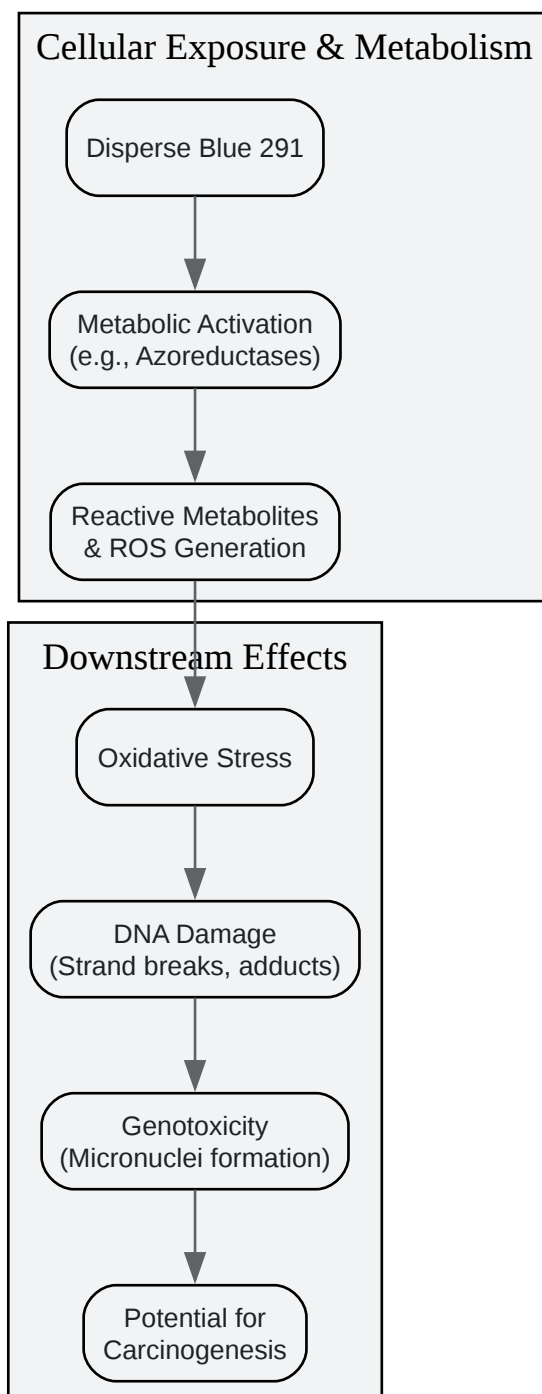 Cellular Exposure & Metabolism
Disperse Blue 291
Metabolic Activation
(e.g., Azoreductases)
Reactive Metabolites
& ROS Generation
Downstream Effects
Oxidative Stress
DNA Damage
(Strand breaks, adducts)
Genotoxicity
(Micronuclei formation)
Potential for
Carcinogenesis